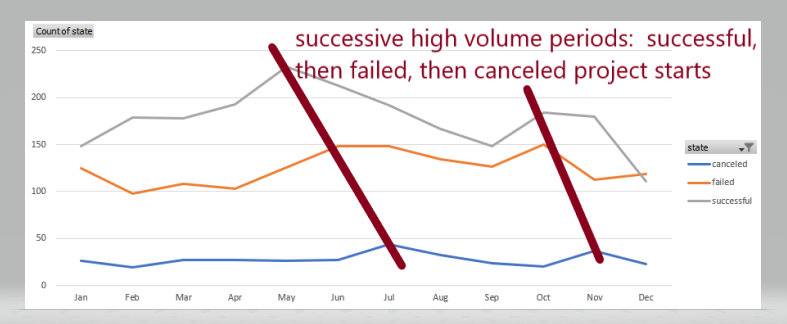 Count of state
successive high volume periods: successful,
then failed, then canceled project starts
250
200
150
100
50
0
Jan Feb Mar Apr May Jun Jul Aug Sep Oct Nov Dec
state
canceled
failed
successful